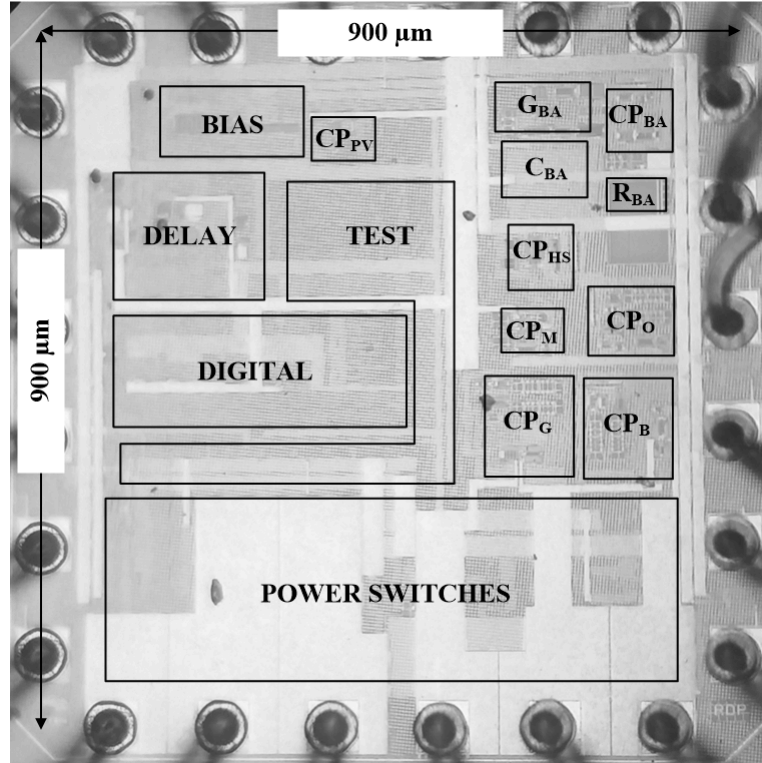 900 µm
900 µm
BIAS
CP_PV
G_BA
CP_BA
C_BA
R_BA
DELAY
TEST
CP_HS
CP_M
CP_O
DIGITAL
CP_G
CP_B
POWER SWITCHES
RDP